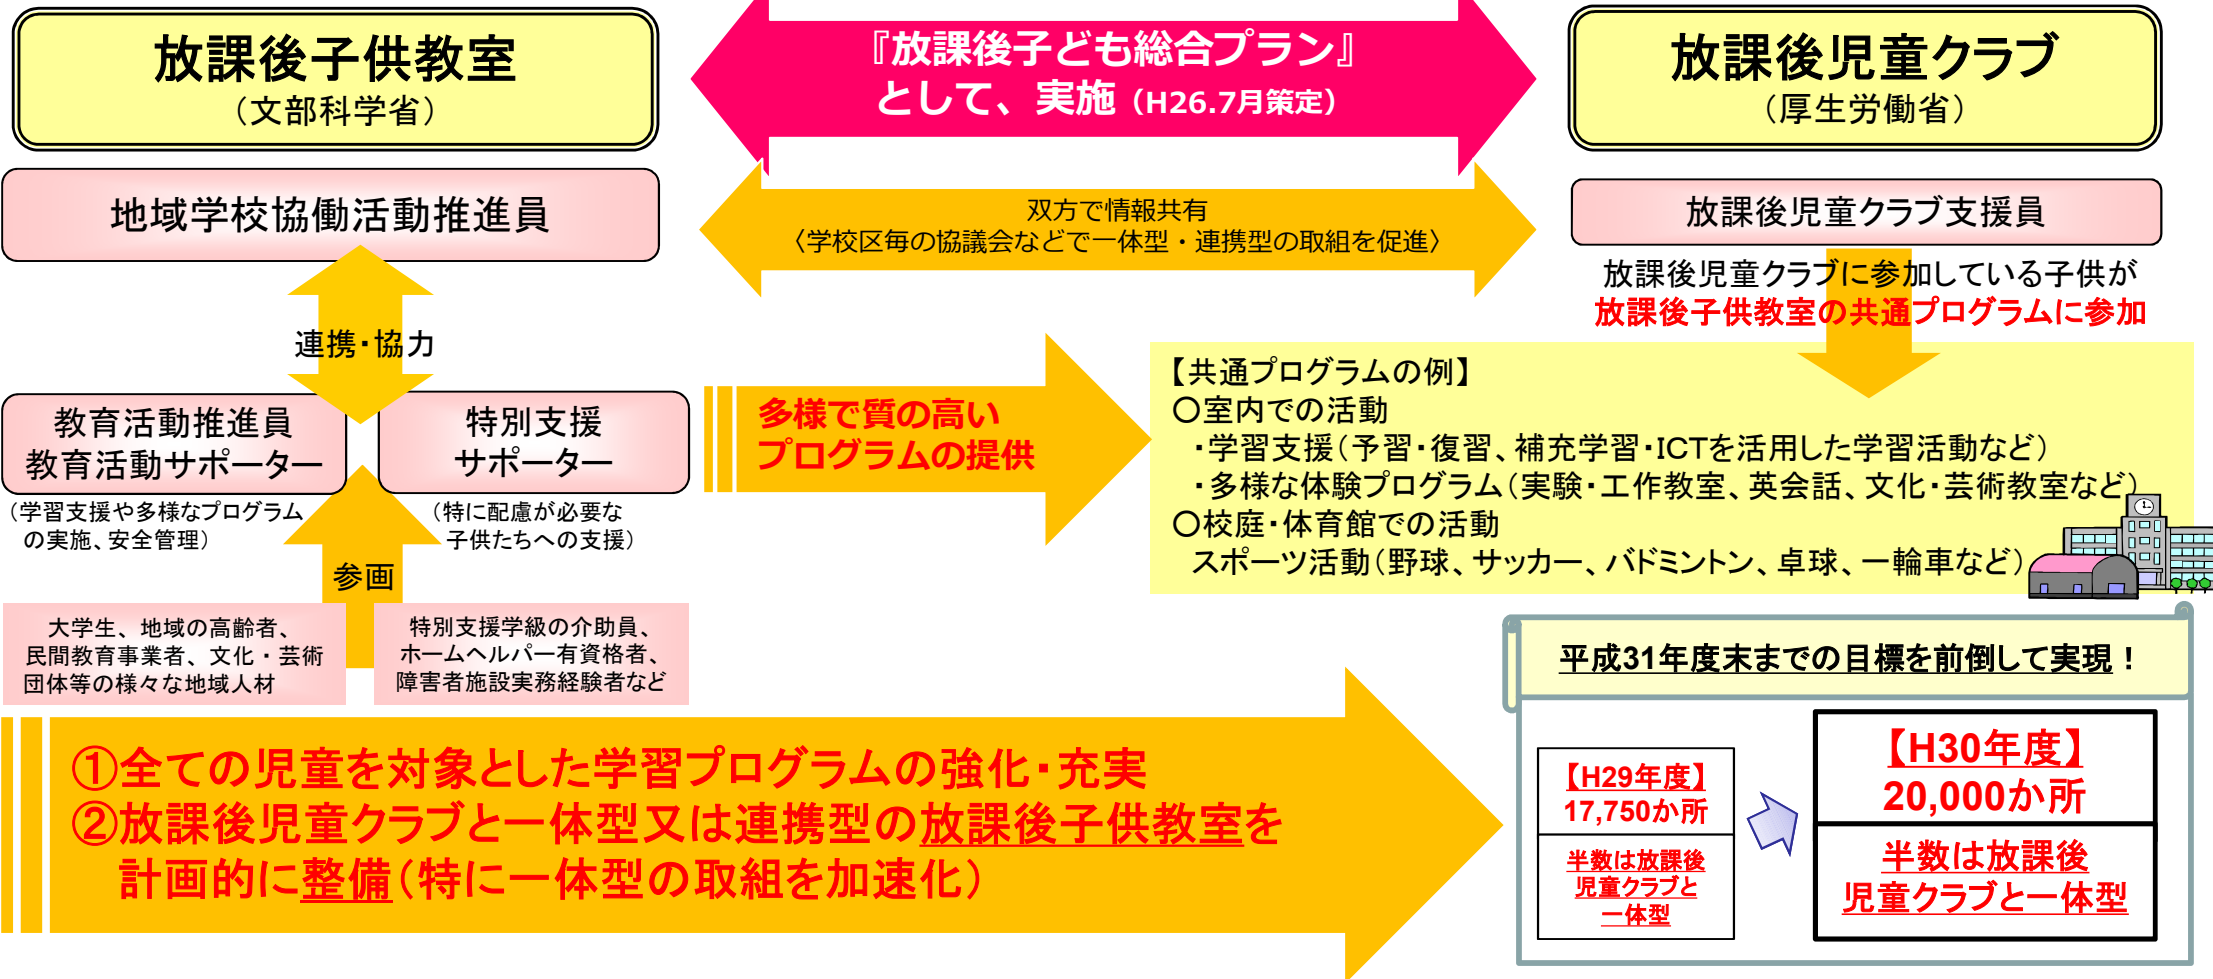 放課後子供教室
（文部科学省）
『放課後子ども総合プラン』
として、実施（H26.7月策定）
放課後児童クラブ
（厚生労働省）
地域学校協働活動推進員
双方で情報共有
〈学校区毎の協議会などで一体型・連携型の取組を促進〉
放課後児童クラブ支援員
放課後児童クラブに参加している子供が
放課後子供教室の共通プログラムに参加
連携・協力
教育活動推進員
教育活動サポーター
特別支援
サポーター
（学習支援や多様なプログラム
の実施、安全管理）
（特に配慮が必要な
子供たちへの支援）
参画
大学生、地域の高齢者、
民間教育事業者、文化・芸術
団体等の様々な地域人材
特別支援学級の介助員、
ホームヘルパー有資格者、
障害者施設実務経験者など
多様で質の高い
プログラムの提供
【共通プログラムの例】
○室内での活動
・学習支援（予習・復習、補充学習・ICTを活用した学習活動など）
・多様な体験プログラム（実験・工作教室、英会話、文化・芸術教室など）
○校庭・体育館での活動
スポーツ活動（野球、サッカー、バドミントン、卓球、一輪車など）
①全ての児童を対象とした学習プログラムの強化・充実
②放課後児童クラブと一体型又は連携型の放課後子供教室を
計画的に整備（特に一体型の取組を加速化）
平成31年度末までの目標を前倒して実現！
【H29年度】
17,750か所
半数は放課後
児童クラブと
一体型
【H30年度】
20,000か所
半数は放課後
児童クラブと一体型